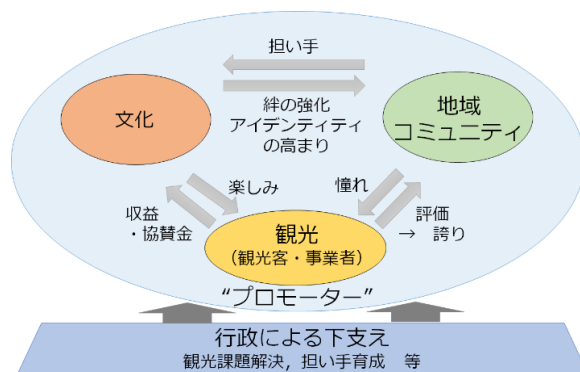 担い手
文化
絆の強化
アイデンティティ
の高まり
地域
コミュニティ
楽しみ
憧れ
収益
・協賛金
評価
→ 誇り
観光
（観光客・事業者）
“プロモーター”
行政による下支え
観光課題解決，担い手育成　等